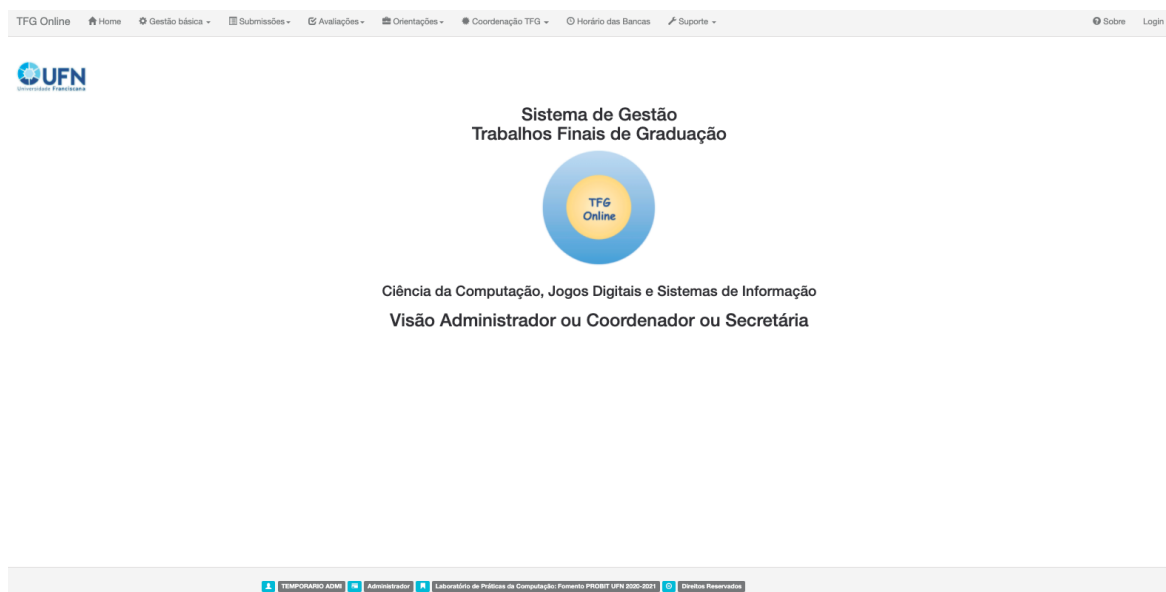 TFG Online Home Gestão básica Submissões Avaliações Orientações Coordenação TFG Horário das Bancas Suporte Sobre Login
UFN
Universidade Franciscana
Sistema de Gestão
Trabalhos Finais de Graduação
TFG
Online
Ciência da Computação, Jogos Digitais e Sistemas de Informação
Visão Administrador ou Coordenador ou Secretária
TEMPORARIO ADMI Administrador Laboratório de Práticas da Computação: Fomento PROBIT UFN 2020-2021 Direitos Reservados